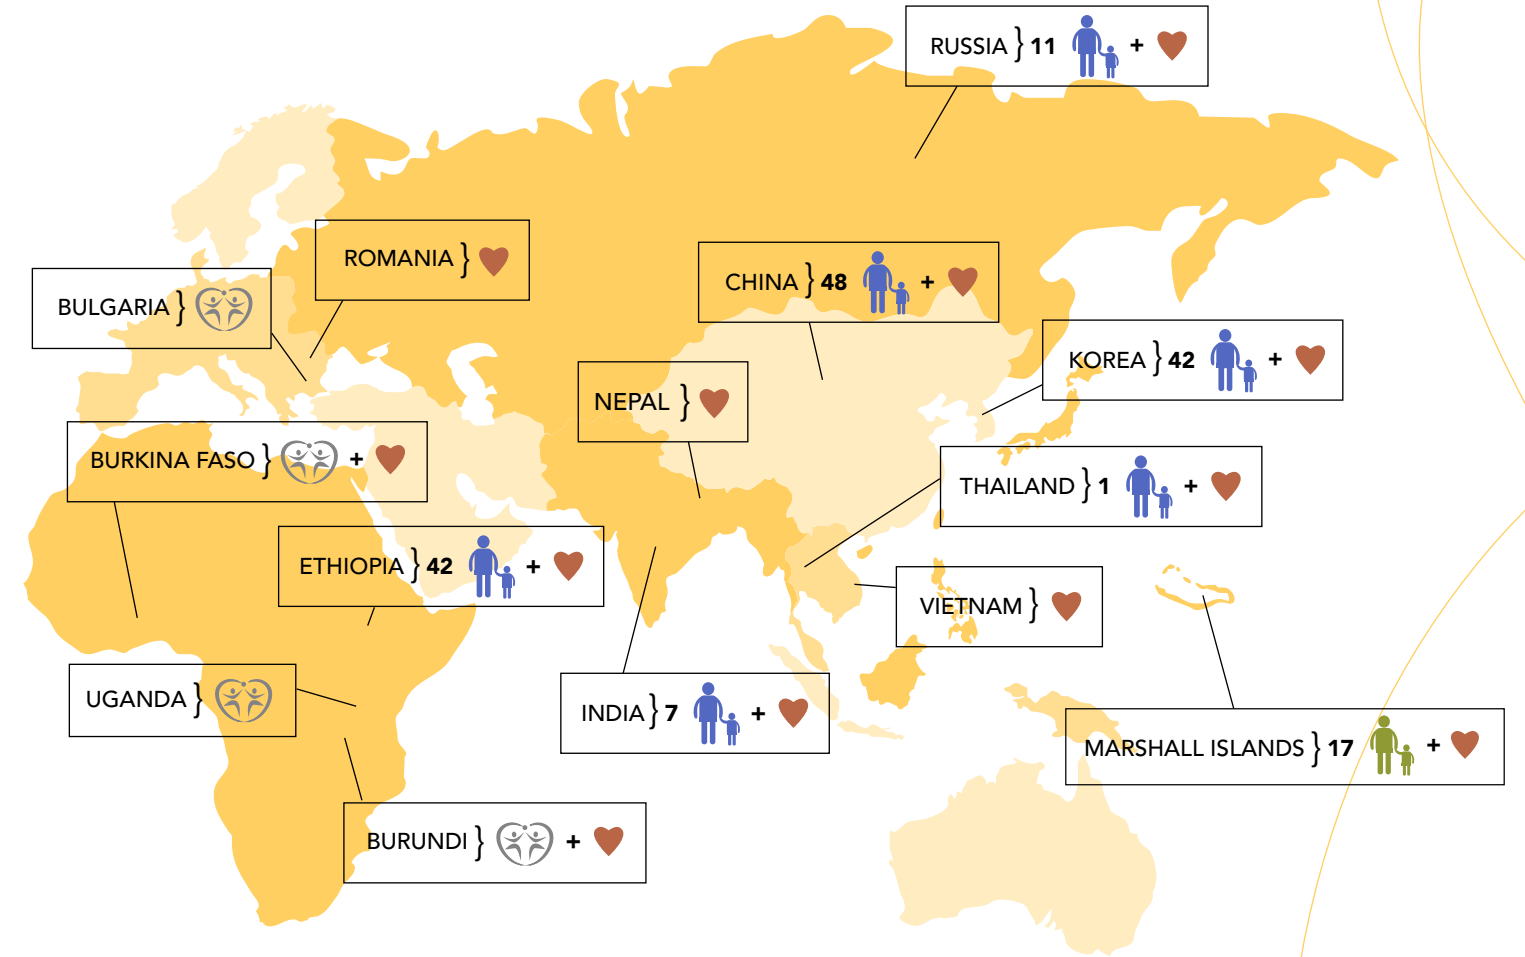 RUSSIA } 11 +
ROMANIA }
BULGARIA }
CHINA } 48 +
KOREA } 42 +
NEPAL }
BURKINA FASO } +
THAILAND } 1 +
ETHIOPIA } 42 +
VIETNAM }
UGANDA }
INDIA } 7 +
MARSHALL ISLANDS } 17 +
BURUNDI } +